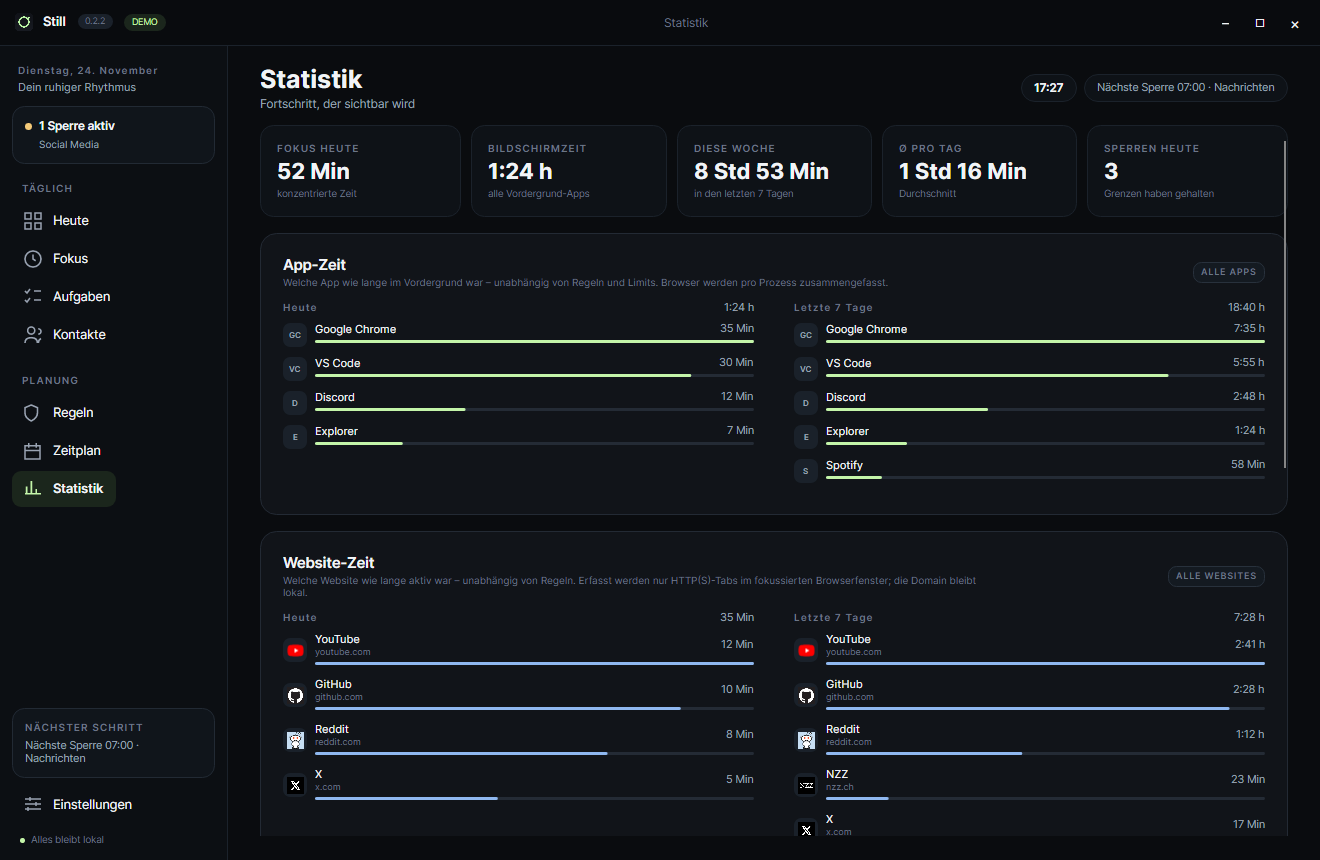 Still 0.2.2 DEMO
Statistik
Dienstag, 24. November
Dein ruhiger Rhythmus
1 Sperre aktiv
Social Media
TÄGLICH
Heute
Fokus
Aufgaben
Kontakte
PLANUNG
Regeln
Zeitplan
Statistik
NÄCHSTER SCHRITT
Nächste Sperre 07:00 ·
Nachrichten
Einstellungen
Alles bleibt lokal
Statistik
Fortschritt, der sichtbar wird
17:27
Nächste Sperre 07:00 · Nachrichten
FOKUS HEUTE
52 Min
konzentrierte Zeit
BILDSCHIRMZEIT
1:24 h
alle Vordergrund-Apps
DIESE WOCHE
8 Std 53 Min
in den letzten 7 Tagen
Ø PRO TAG
1 Std 16 Min
Durchschnitt
SPERREN HEUTE
3
Grenzen haben gehalten
App-Zeit
Welche App wie lange im Vordergrund war – unabhängig von Regeln und Limits. Browser werden pro Prozess zusammengefasst.
ALLE APPS
Heute 1:24 h
GC Google Chrome 35 Min
VC VS Code 30 Min
D Discord 12 Min
E Explorer 7 Min
Letzte 7 Tage 18:40 h
GC Google Chrome 7:35 h
VC VS Code 5:55 h
D Discord 2:48 h
E Explorer 1:24 h
S Spotify 58 Min
Website-Zeit
Welche Website wie lange aktiv war – unabhängig von Regeln. Erfasst werden nur HTTP(S)-Tabs im fokussierten Browserfenster; die Domain bleibt
lokal.
ALLE WEBSITES
Heute 35 Min
YouTube 12 Min
youtube.com
GitHub 10 Min
github.com
Reddit 8 Min
reddit.com
X 5 Min
x.com
Letzte 7 Tage 7:28 h
YouTube 2:41 h
youtube.com
GitHub 2:28 h
github.com
Reddit 1:12 h
reddit.com
NZZ 23 Min
nzz.ch
X 17 Min
x.com